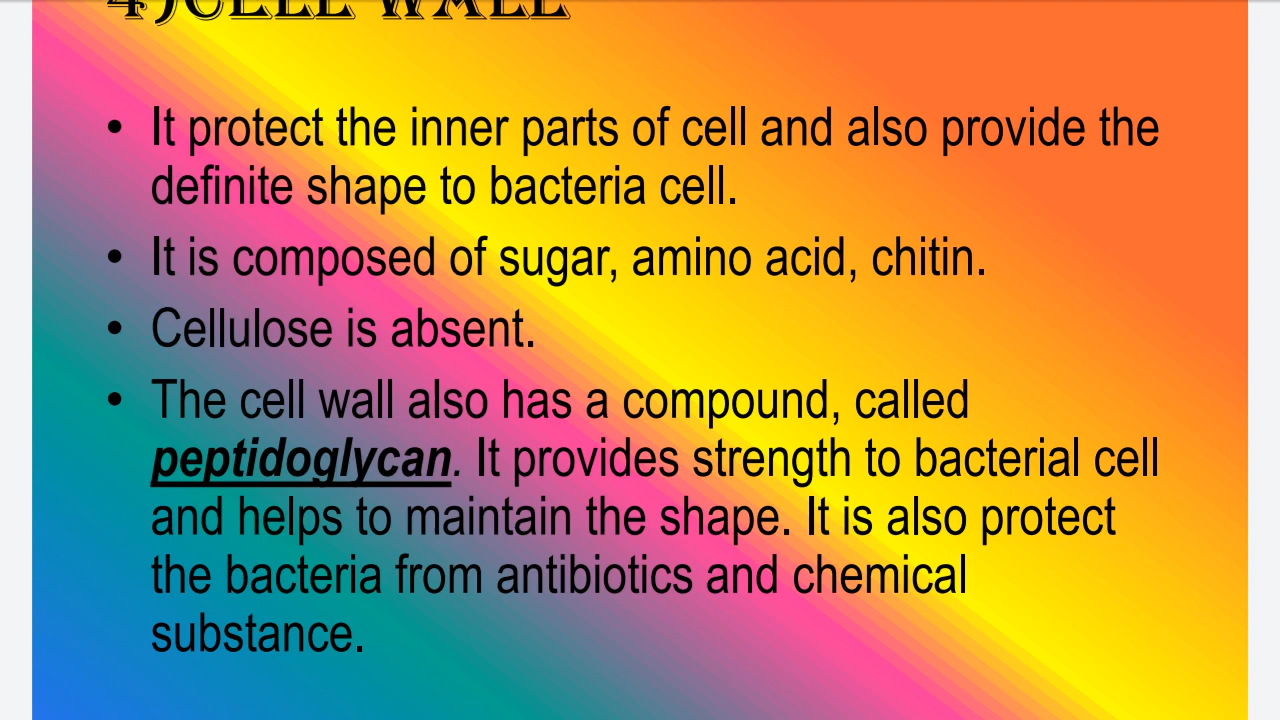 4) CELL WALL
• It protect the inner parts of cell and also provide the
definite shape to bacteria cell.
• It is composed of sugar, amino acid, chitin.
• Cellulose is absent.
• The cell wall also has a compound, called
peptidoglycan. It provides strength to bacterial cell
and helps to maintain the shape. It is also protect
the bacteria from antibiotics and chemical
substance.